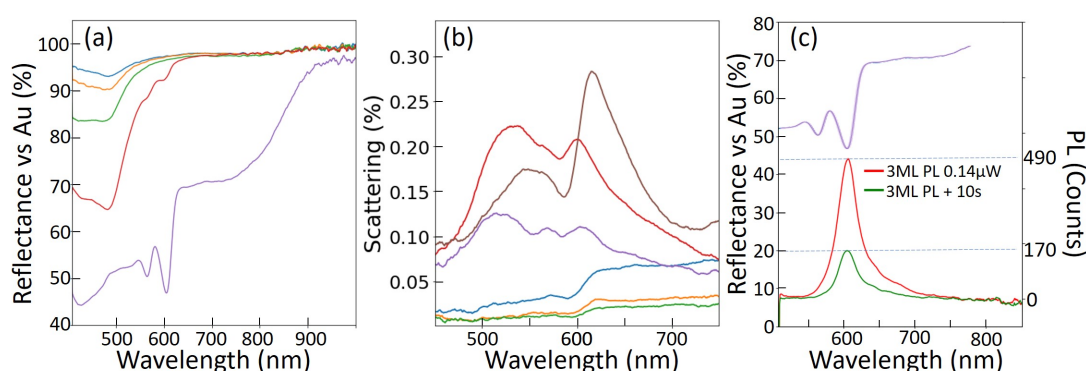 (a)
Reflectance vs Au (%)
100
90
80
70
60
50
40
500 600 700 800 900
Wavelength (nm)
(b)
Scattering (%)
0.30
0.25
0.20
0.15
0.10
0.05
500 600 700
Wavelength (nm)
(c)
Reflectance vs Au (%)
80
70
60
50
40
30
20
10
0
600 700 800
Wavelength (nm)
3ML PL 0.14μW
3ML PL + 10s
490
170
0
PL (Counts)